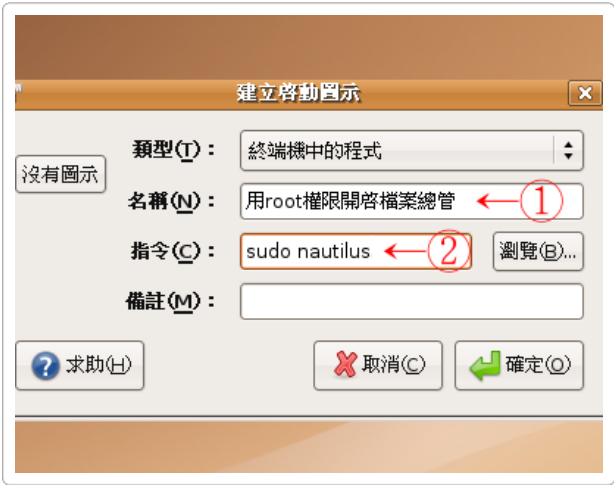 建立啓動圖示
類型(T)：
終端機中的程式
沒有圖示
名稱(N)：
用root權限開啓檔案總管
①
指令(C)：
sudo nautilus
②
瀏覽(B)...
備註(M)：
求助(H)
取消(C)
確定(O)